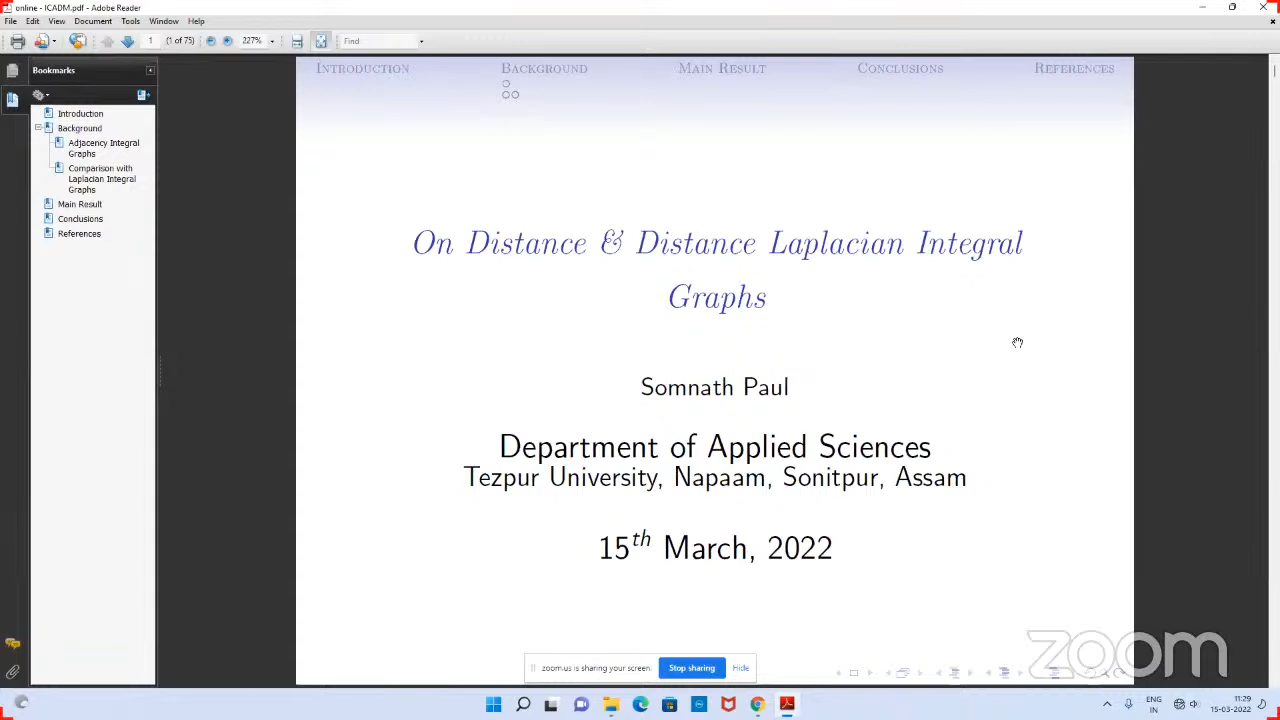 online - ICADM.pdf - Adobe Reader
File Edit View Document Tools Window Help
1 (1 of 75) 227% Find
Bookmarks
Introduction
Background
Adjacency Integral
Graphs
Comparison with
Laplacian Integral
Graphs
Main Result
Conclusions
References
Introduction Background Main Result Conclusions References
On Distance & Distance Laplacian Integral
Graphs
Somnath Paul
Department of Applied Sciences
Tezpur University, Napaam, Sonitpur, Assam
15th March, 2022
zoom
zoom.us is sharing your screen. Stop sharing Hide
ENG
IN
11:29
15-03-2022